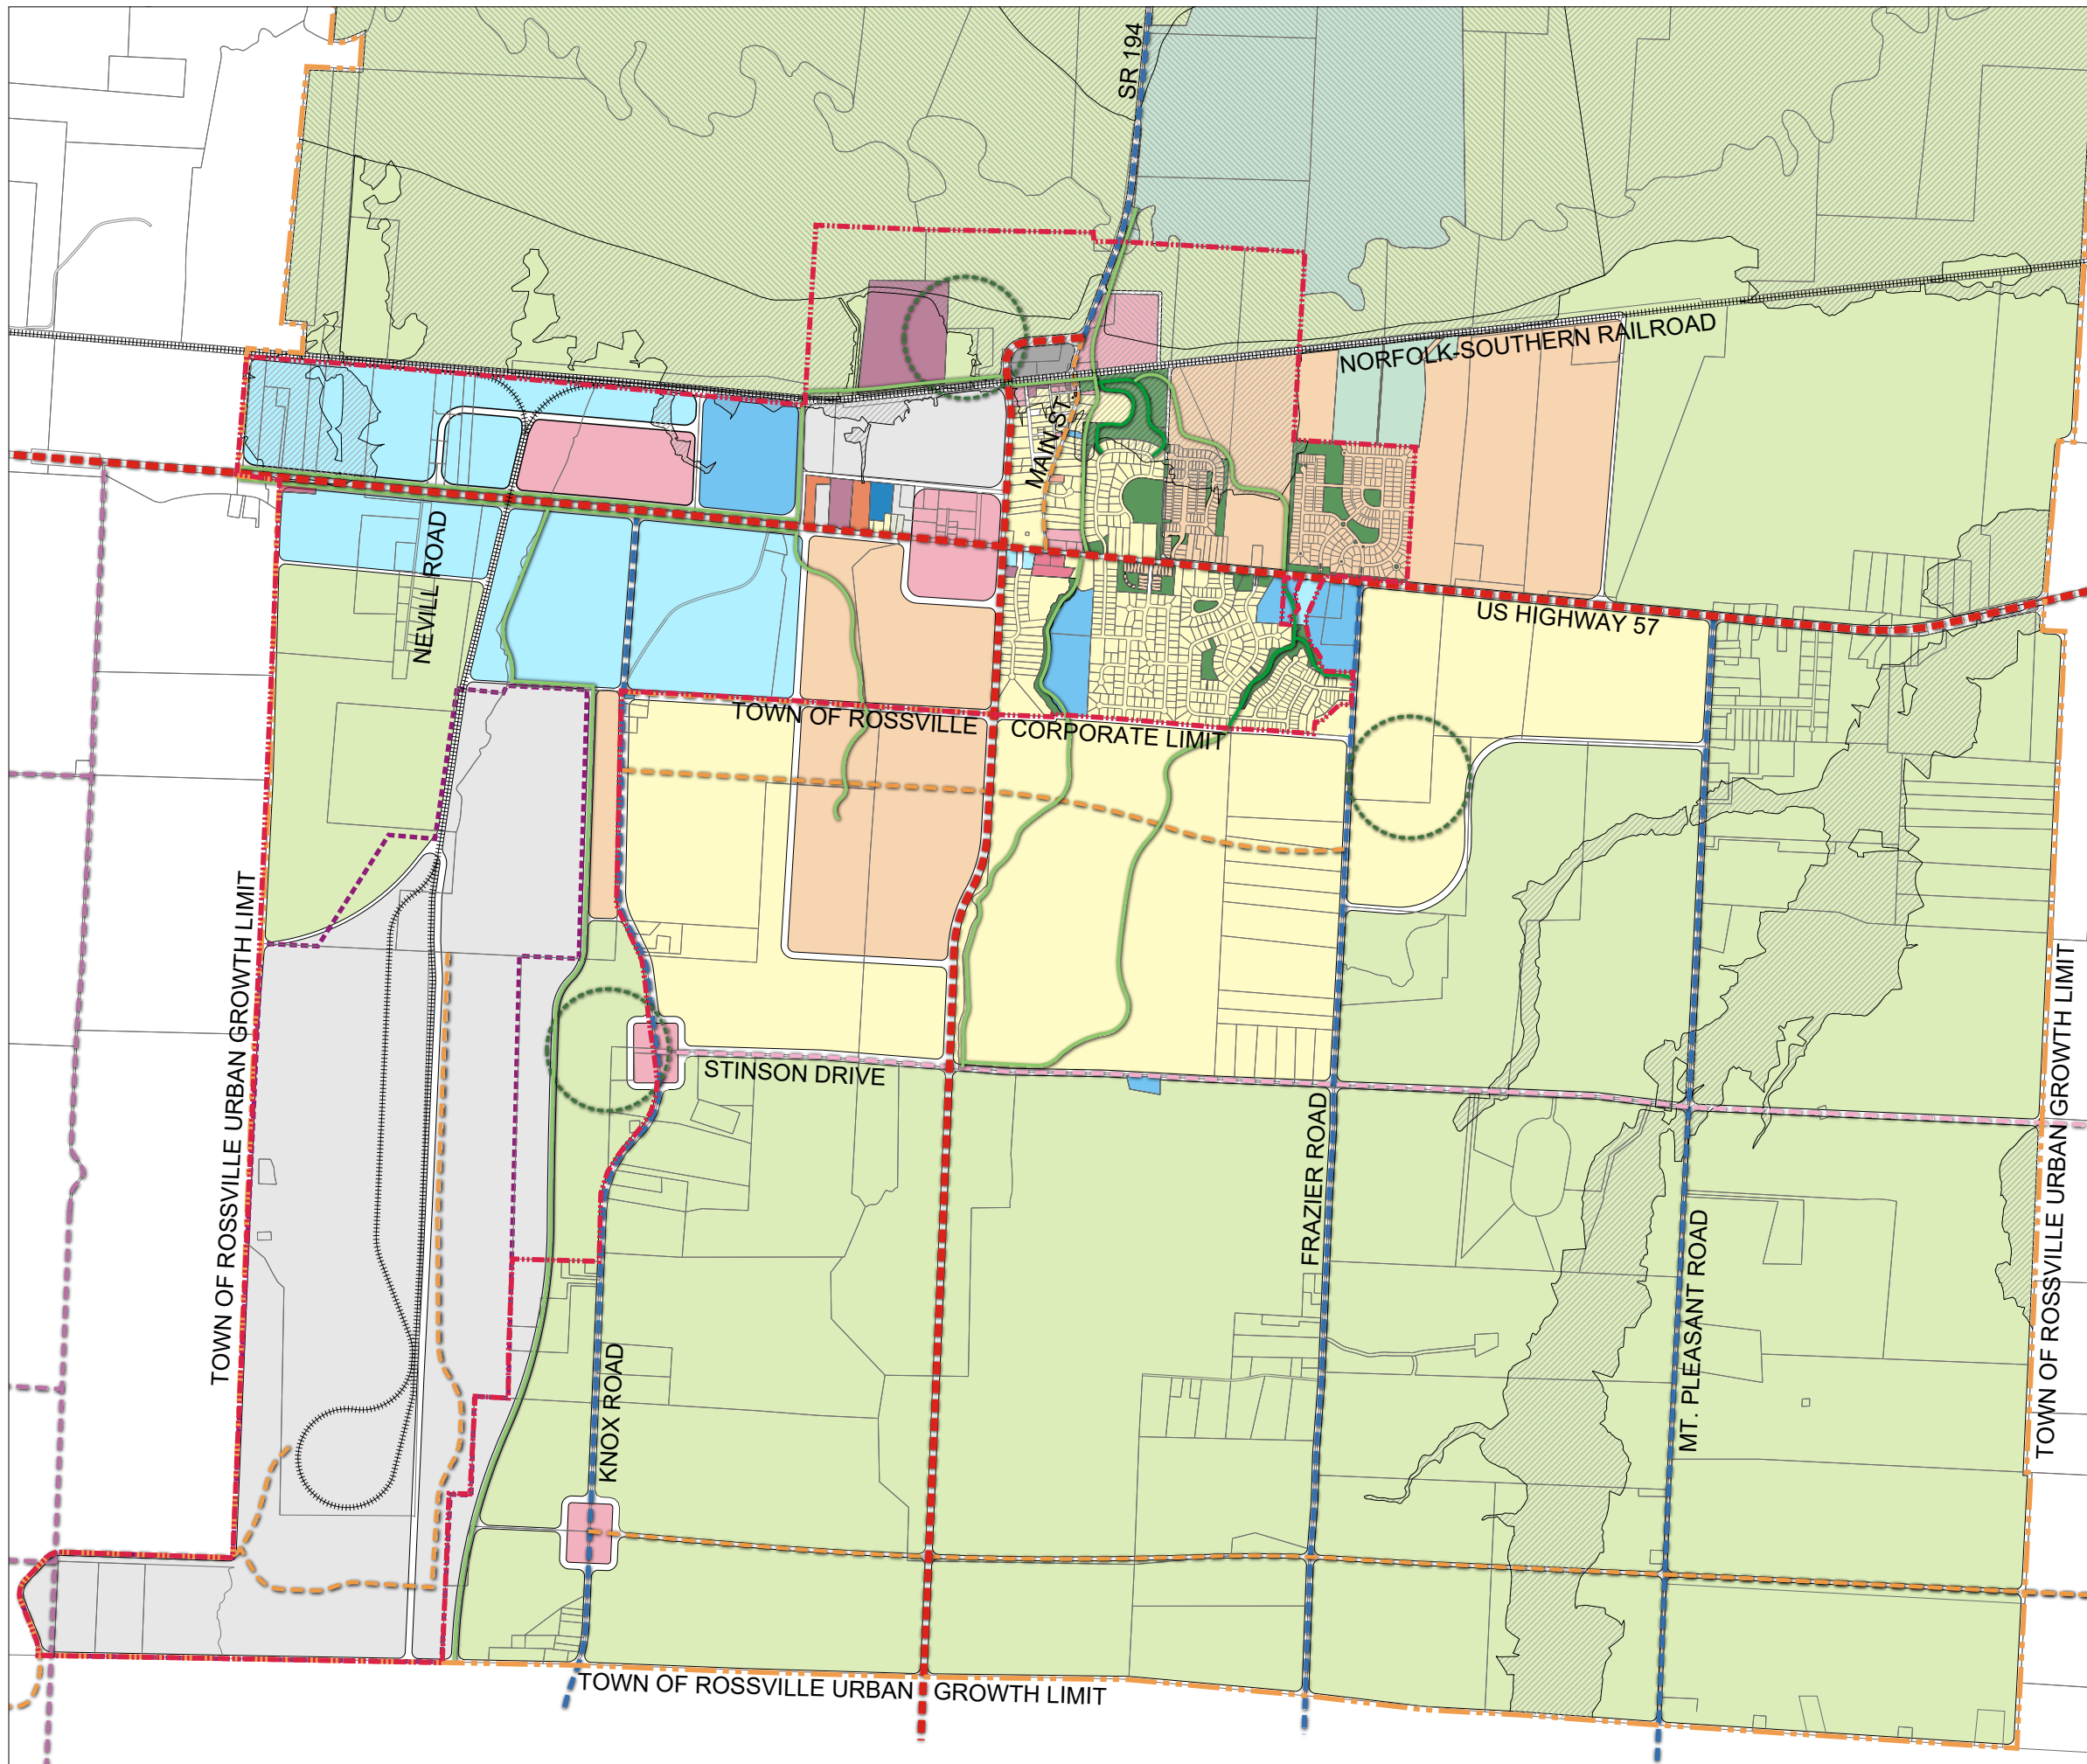 SR 194
NORFOLK-SOUTHERN RAILROAD
MAIN ST.
NEVILL ROAD
US HIGHWAY 57
TOWN OF ROSSVILLE CORPORATE LIMIT
TOWN OF ROSSVILLE URBAN GROWTH LIMIT
STINSON DRIVE
FRAZIER ROAD
TOWN OF ROSSVILLE URBAN GROWTH LIMIT
MT. PLEASANT ROAD
KNOX ROAD
TOWN OF ROSSVILLE URBAN GROWTH LIMIT